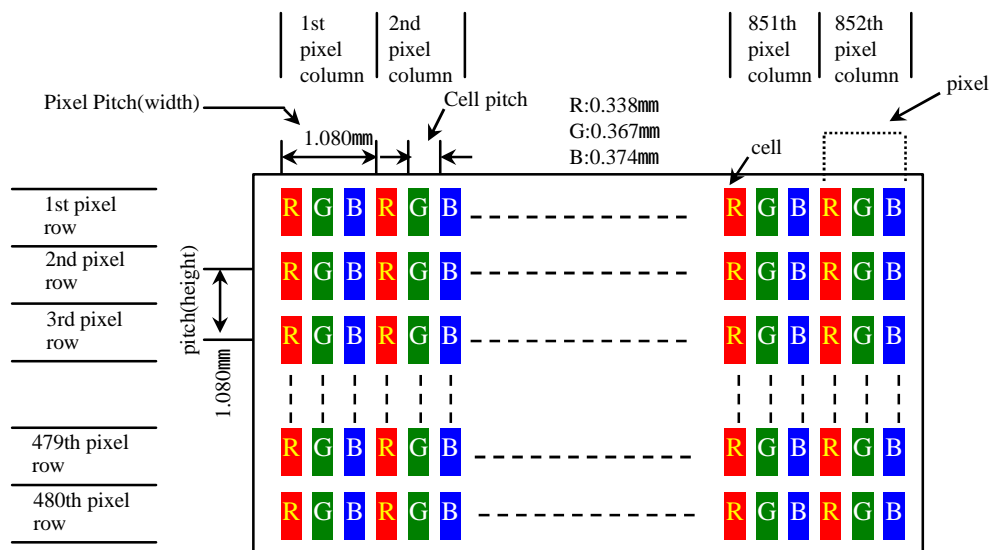 1st
pixel
column
2nd
pixel
column
851th
pixel
column
852th
pixel
column
pixel
Pixel Pitch(width)
Cell pitch
R:0.338㎜
G:0.367㎜
B:0.374㎜
1.080㎜
cell
1st pixel
row
R G B R G B R G B R G B
2nd pixel
row
R G B R G B R G B R G B
pitch(height)
1.080㎜
3rd pixel
row
R G B R G B R G B R G B
479th pixel
row
R G B R G B R G B R G B
480th pixel
row
R G B R G B R G B R G B